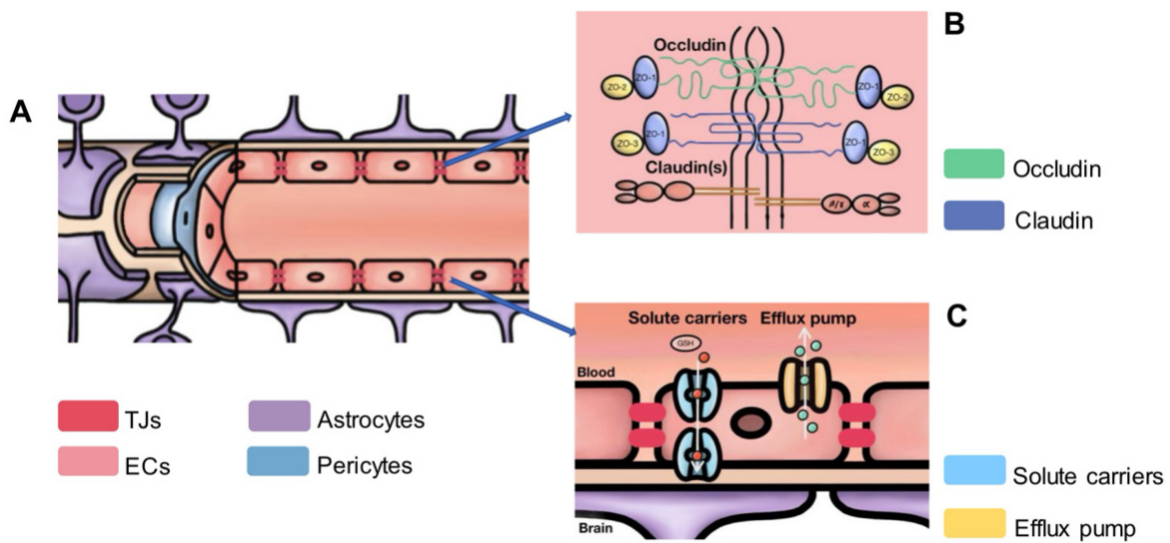 A
TJs
ECs
Astrocytes
Pericytes
B
Occludin
ZO-2
ZO-1
ZO-1
ZO-2
ZO-1
ZO-3
ZO-1
ZO-3
Claudin(s)
α
Occludin
Claudin
C
Solute carriers
Efflux pump
GSH
Blood
Brain
Solute carriers
Efflux pump